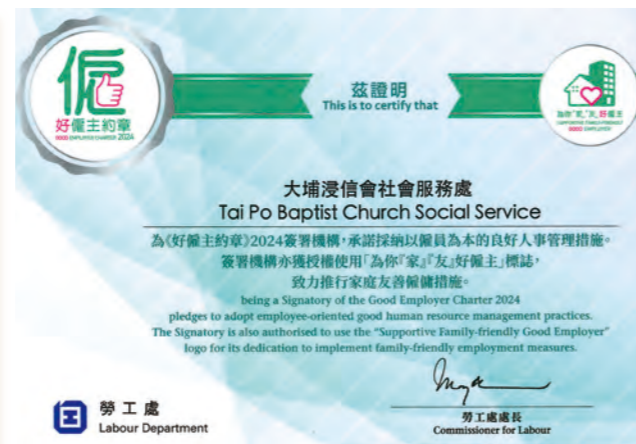 僱
好僱主約章
GOOD EMPLOYER CHARTER 2024
茲證明
This is to certify that
為你"家""友"好僱主
SUPPORTIVE FAMILY-FRIENDLY
GOOD EMPLOYER
大埔浸信會社會服務處
Tai Po Baptist Church Social Service
為《好僱主約章》2024簽署機構，承諾採納以僱員為本的良好人事管理措施。
簽署機構亦獲授權使用「為你『家』『友』好僱主」標誌，
致力推行家庭友善僱傭措施。
being a Signatory of the Good Employer Charter 2024
pledges to adopt employee-oriented good human resource management practices.
The Signatory is also authorised to use the "Supportive Family-friendly Good Employer"
logo for its dedication to implement family-friendly employment measures.
勞工處
Labour Department
勞工處處長
Commissioner for Labour